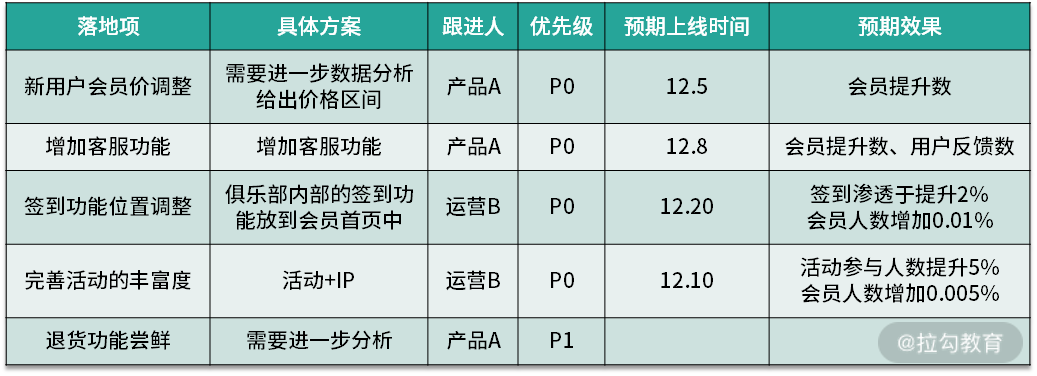 落地项 具体方案 跟进人 优先级 预期上线时间 预期效果
新用户会员价调整 需要进一步数据分析 产品A P0 12.5 会员提升数
给出价格区间
增加客服功能 增加客服功能 产品A P0 12.8 会员提升数、用户反馈数
签到功能位置调整 俱乐部内部的签到功 运营B P0 12.20 签到渗透于提升2%
能放到会员首页中 会员人数增加0.01%
完善活动的丰富度 活动+IP 运营B P0 12.10 活动参与人数提升5%
会员人数增加0.005%
退货功能尝鲜 需要进一步分析 产品A P1
@拉勾教育